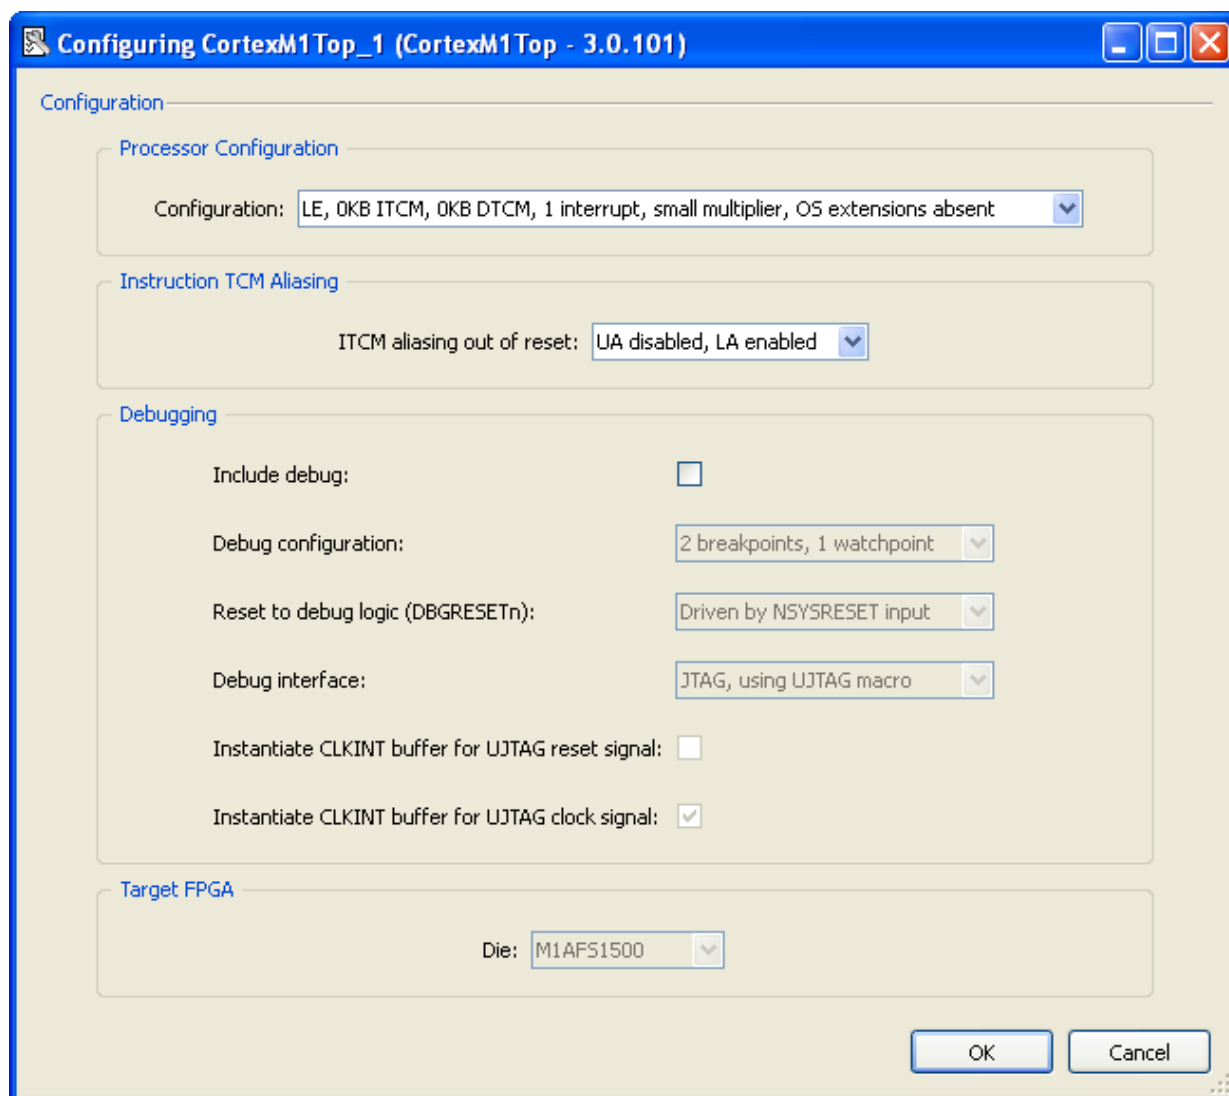 Configuring CortexM1Top_1 (CortexM1Top - 3.0.101)
Configuration
Processor Configuration
Configuration: LE, 0KB ITCM, 0KB DTCM, 1 interrupt, small multiplier, OS extensions absent
Instruction TCM Aliasing
ITCM aliasing out of reset: UA disabled, LA enabled
Debugging
Include debug:
Debug configuration: 2 breakpoints, 1 watchpoint
Reset to debug logic (DBGRESETn): Driven by NSYSRESET input
Debug interface: JTAG, using UJTAG macro
Instantiate CLKINT buffer for UJTAG reset signal:
Instantiate CLKINT buffer for UJTAG clock signal:
Target FPGA
Die: M1AFS1500
OK Cancel